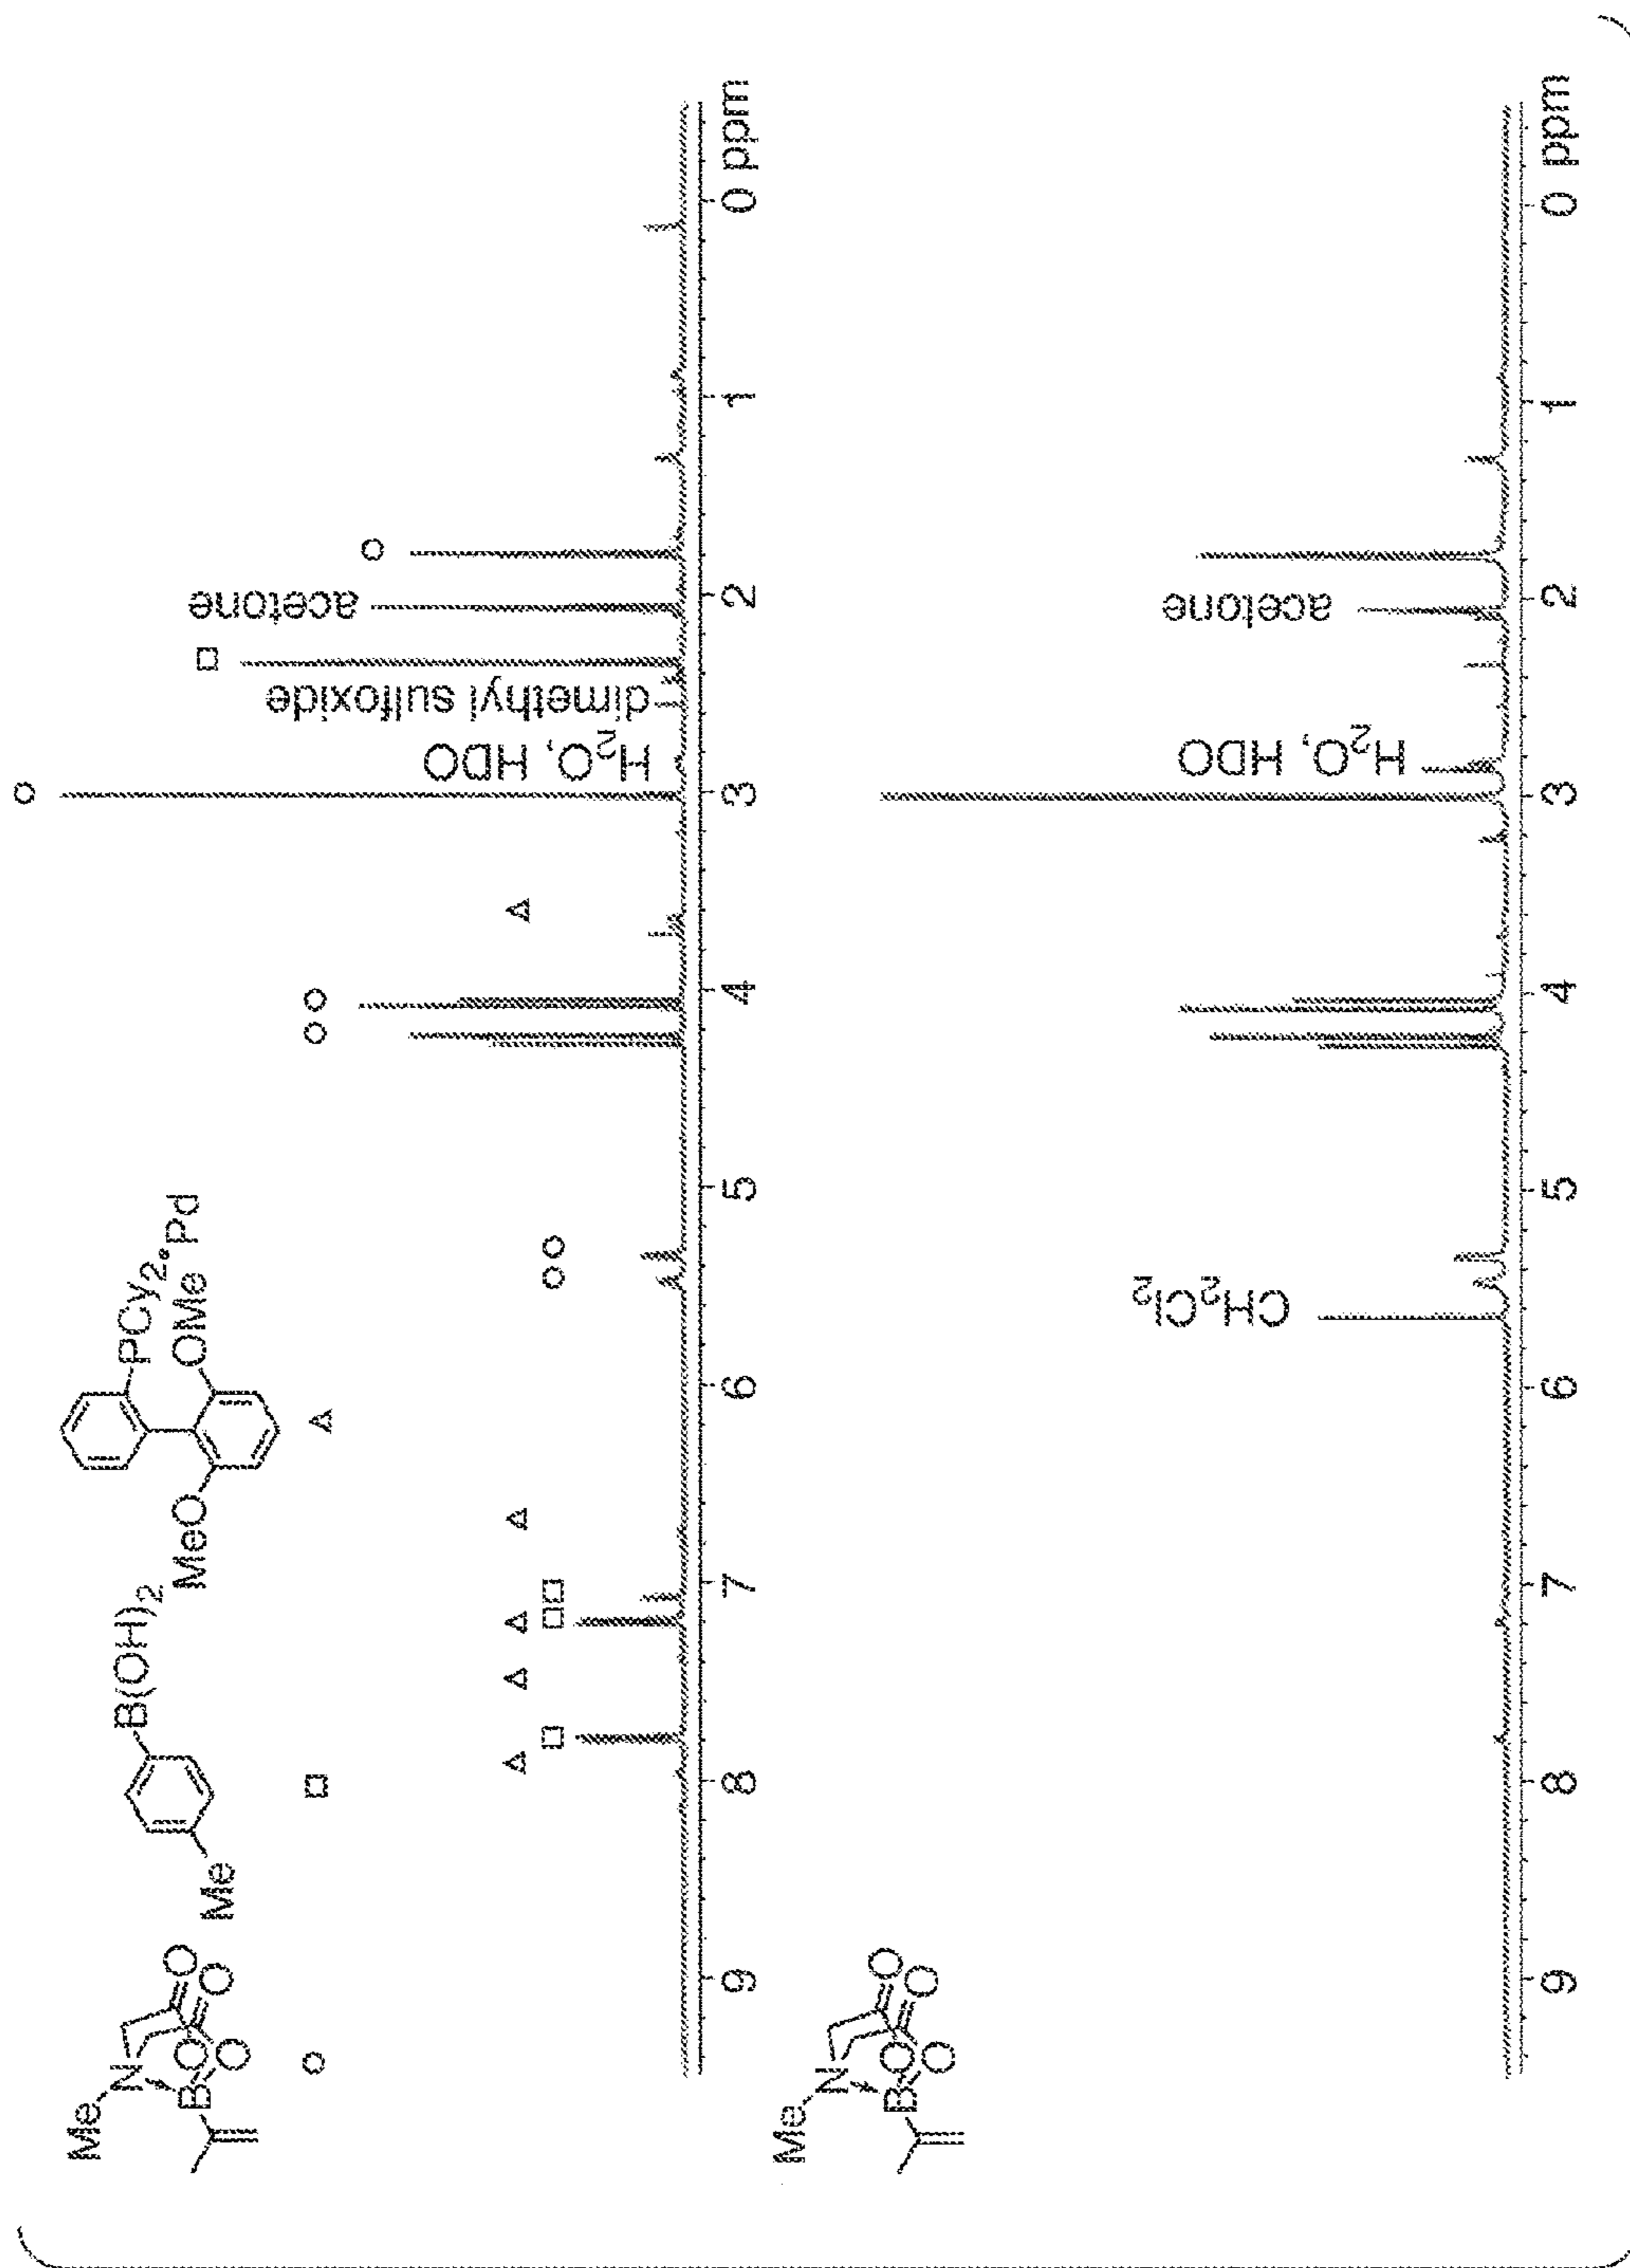 Me
N
O
O
O
O
B
Me
B(OH)2
MeO
OMe
PCy2•Pd
○
□
△
○
□
acetone
○
dimethyl sulfoxide
H2O, HDO
△
○
○
○
○
△
△
□
□
△
□
△
9 8 7 6 5 4 3 2 1 0 ppm
Me
N
O
O
O
O
B
CH2Cl2
H2O, HDO
acetone
9 8 7 6 5 4 3 2 1 0 ppm